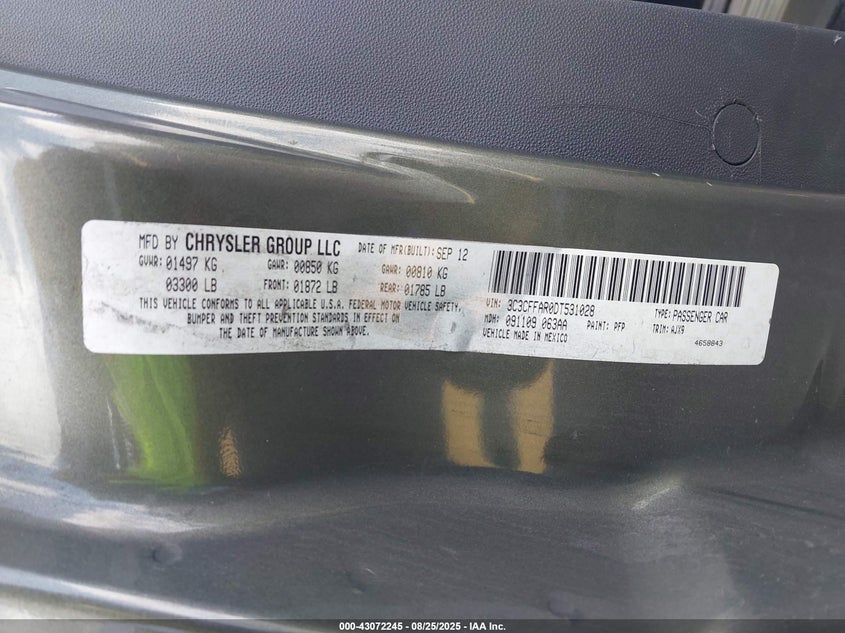 MFD BY CHRYSLER GROUP LLC DATE OF MFR(BUILT): SEP 12
GVWR: 01497 KG GAWR: 00850 KG GAWR: 00810 KG
03300 LB FRONT: 01872 LB REAR: 01785 LB
THIS VEHICLE CONFORMS TO ALL APPLICABLE U.S.A. FEDERAL MOTOR VEHICLE SAFETY,
BUMPER AND THEFT PREVENTION STANDARDS IN EFFECT ON
THE DATE OF MANUFACTURE SHOWN ABOVE.
VIN: 3C3CFFAR0DT531028 TYPE: PASSENGER CAR
MDH: 091109 063AA PAINT: PFP TRIM: AJX9
VEHICLE MADE IN MEXICO 4658843
000-43072245 - 08/25/2025 - IAA Inc.